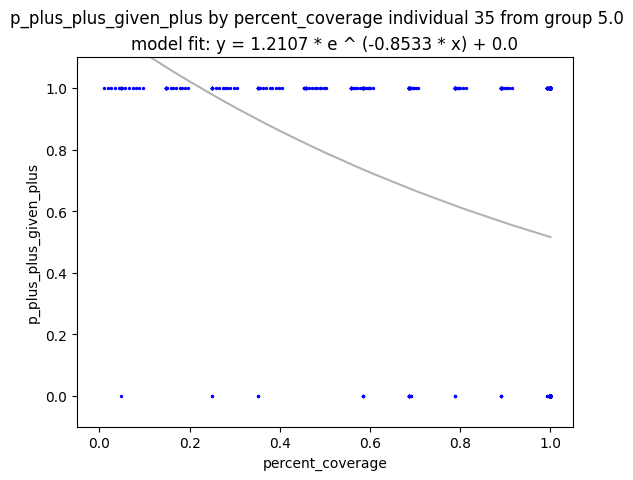 p_plus_plus_given_plus by percent_coverage individual 35 from group 5.0
model fit: y = 1.2107 * e ^ (-0.8533 * x) + 0.0
p_plus_plus_given_plus
1.0
0.8
0.6
0.4
0.2
0.0
0.0 0.2 0.4 0.6 0.8 1.0
percent_coverage